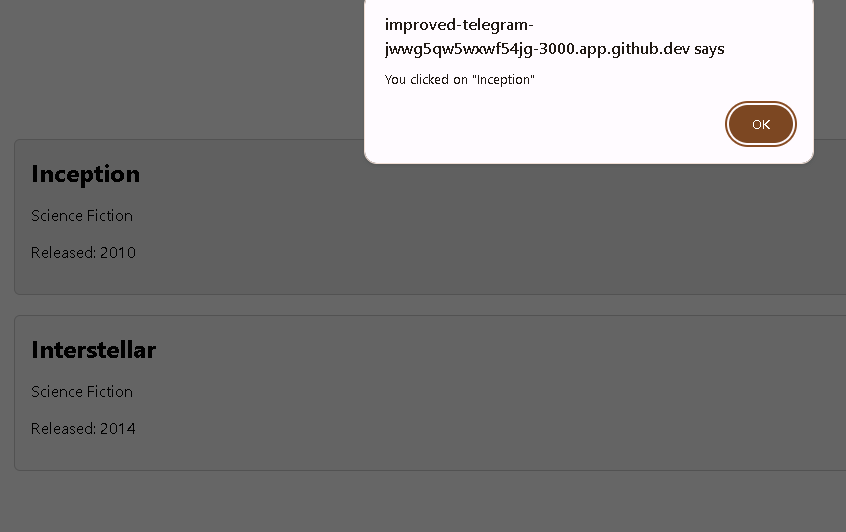 improved-telegram-
jwwg5qw5wxwf54jg-3000.app.github.dev says
You clicked on "Inception"
OK
Inception
Science Fiction
Released: 2010
Interstellar
Science Fiction
Released: 2014